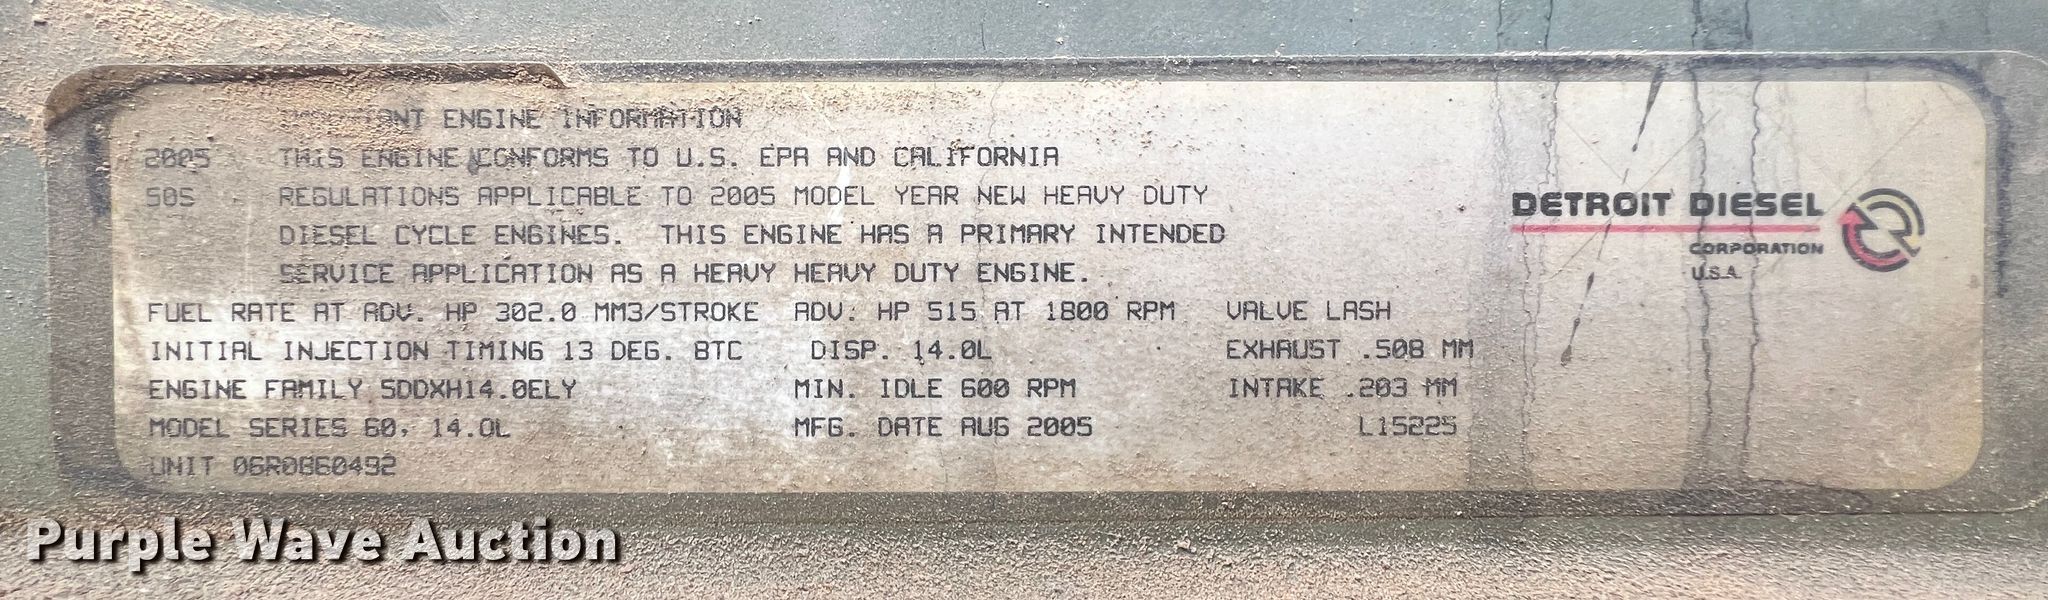 IMPORTANT ENGINE INFORMATION
2005 THIS ENGINE CONFORMS TO U.S. EPA AND CALIFORNIA
50S REGULATIONS APPLICABLE TO 2005 MODEL YEAR NEW HEAVY DUTY
DIESEL CYCLE ENGINES. THIS ENGINE HAS A PRIMARY INTENDED
SERVICE APPLICATION AS A HEAVY HEAVY DUTY ENGINE.
FUEL RATE AT ADV. HP 302.0 MM3/STROKE ADV. HP 515 AT 1800 RPM VALVE LASH
INITIAL INJECTION TIMING 13 DEG. BTC DISP. 14.0L EXHAUST .508 MM
ENGINE FAMILY 5DDXH14.0ELY MIN. IDLE 600 RPM INTAKE .203 MM
MODEL SERIES 60, 14.0L MFG. DATE AUG 2005 L15225
UNIT 06R0860492
DETROIT DIESEL
CORPORATION
U.S.A.
Purple Wave Auction